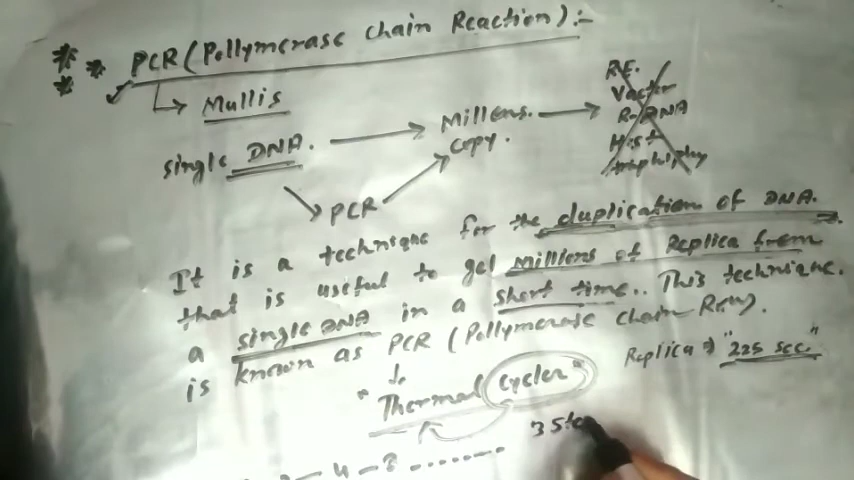 PCR (Pollymerase Chain Reaction) :-
Mullis
single DNA. Millions. Copy.
R.E.
Vector
R-DNA
Host
PCR
It is a technique for the duplication of DNA.
that is useful to get millions of Replica from
a single DNA in a short time.. This technique.
is known as PCR (Pollymerase chain Rxn).
Replica ⇒ "225 sec"
"Thermal Cycler"
3 Ste
4 - 8 ........